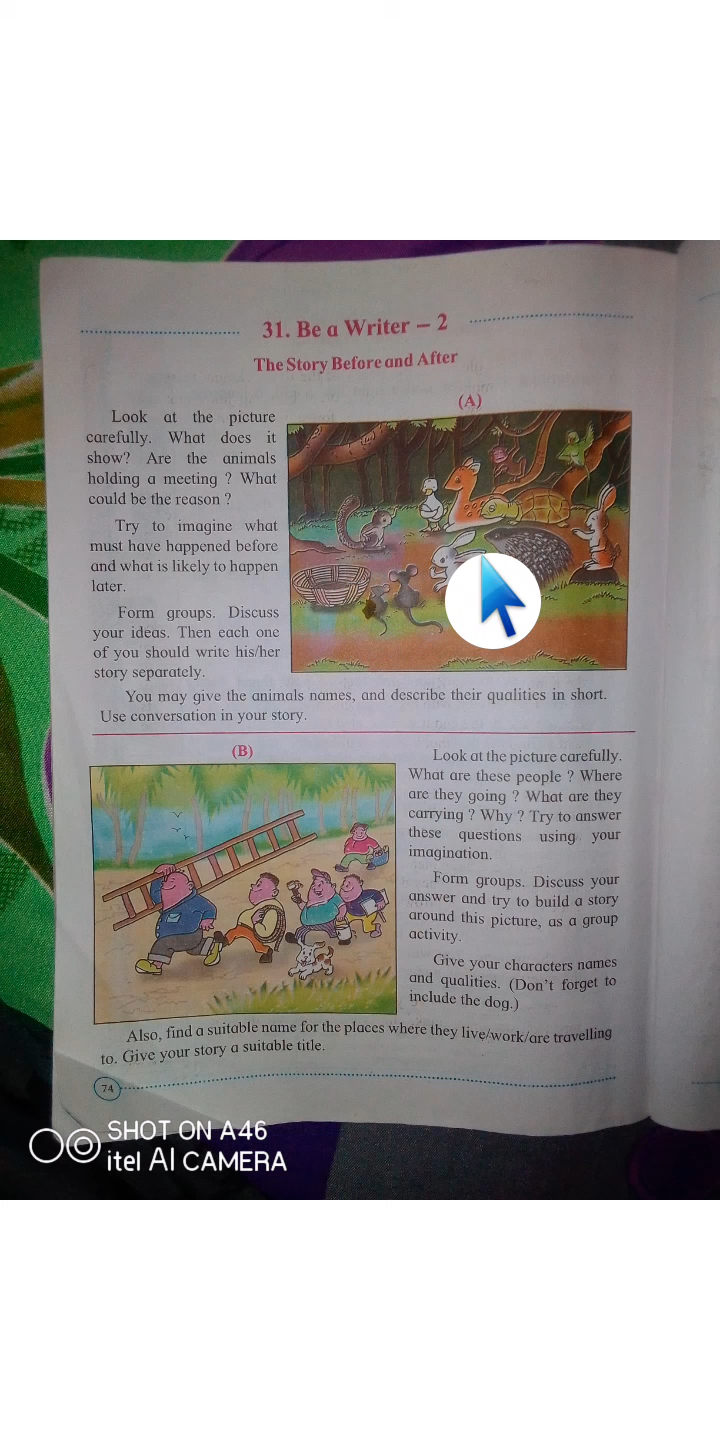 31. Be a Writer – 2
The Story Before and After
(A)
Look at the picture
carefully. What does it
show? Are the animals
holding a meeting ? What
could be the reason ?
Try to imagine what
must have happened before
and what is likely to happen
later.
Form groups. Discuss
your ideas. Then each one
of you should write his/her
story separately.
You may give the animals names, and describe their qualities in short.
Use conversation in your story.
(B)
Look at the picture carefully.
What are these people ? Where
are they going ? What are they
carrying ? Why ? Try to answer
these questions using your
imagination.
Form groups. Discuss your
answer and try to build a story
around this picture, as a group
activity.
Give your characters names
and qualities. (Don't forget to
include the dog.)
Also, find a suitable name for the places where they live/work/are travelling
to. Give your story a suitable title.
74
SHOT ON A46
itel AI CAMERA